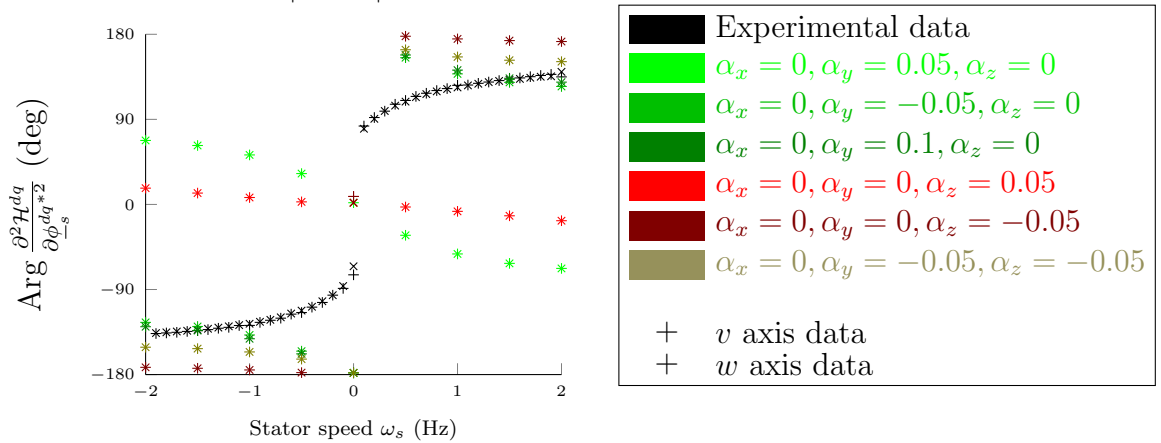 180
90
0
−90
−180
−2
−1
0
1
2
Stator speed ω_s (Hz)
Arg ∂²H^{dq} / ∂ϕ_s^{dq*2} (deg)
Experimental data
α_x = 0, α_y = 0.05, α_z = 0
α_x = 0, α_y = −0.05, α_z = 0
α_x = 0, α_y = 0.1, α_z = 0
α_x = 0, α_y = 0, α_z = 0.05
α_x = 0, α_y = 0, α_z = −0.05
α_x = 0, α_y = −0.05, α_z = −0.05
+ v axis data
+ w axis data